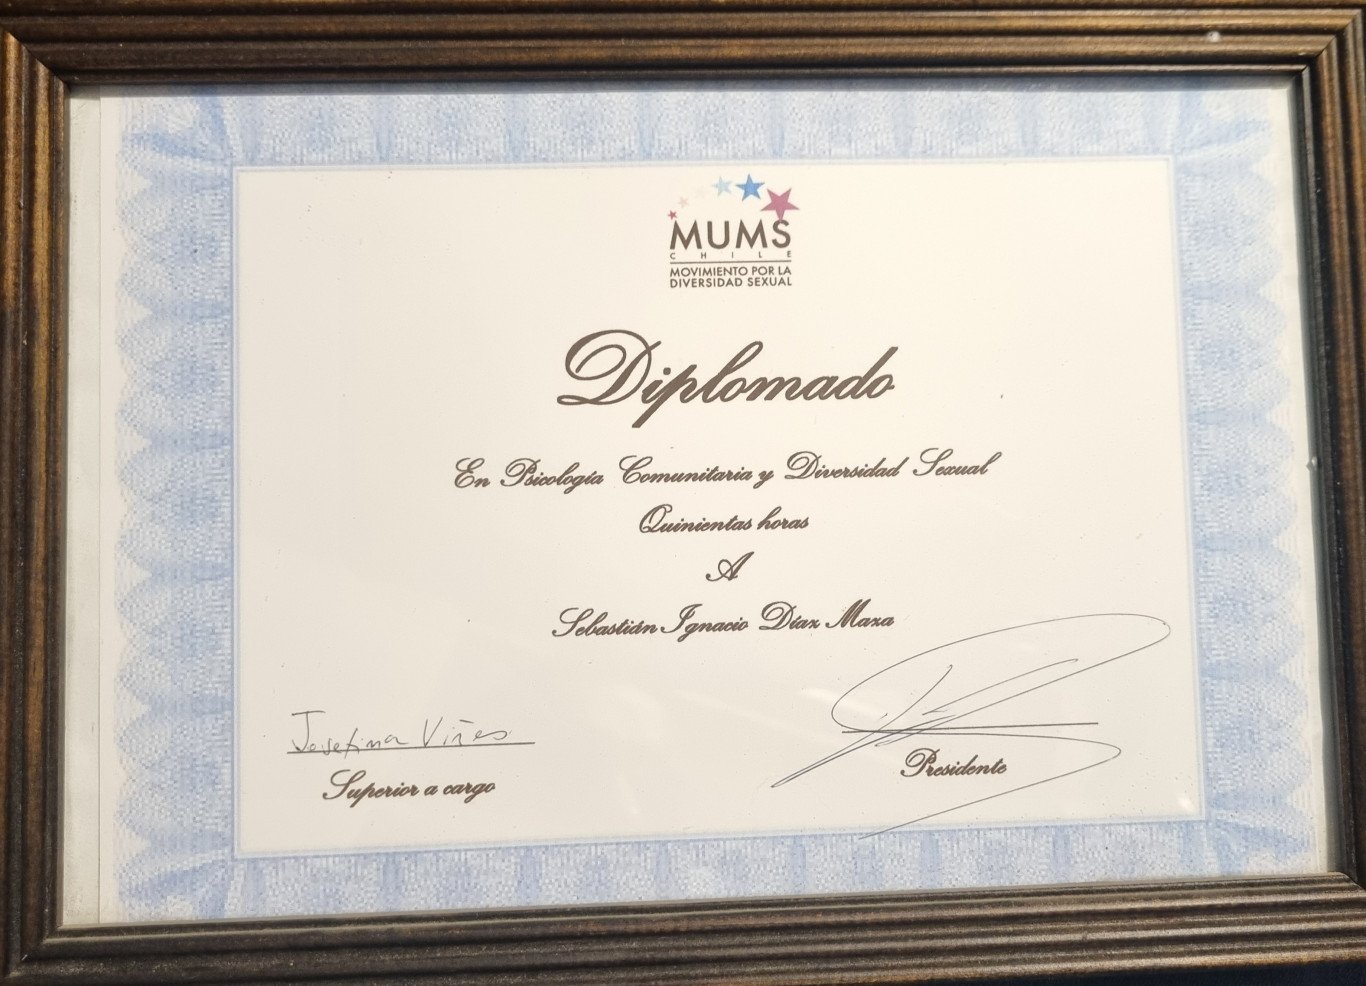 MUMS
CHILE
MOVIMIENTO POR LA
DIVERSIDAD SEXUAL
Diplomado
En Psicología Comunitaria y Diversidad Sexual
Quinientas horas
A
Sebastián Ignacio Díaz Maza
Josefina Viñes
Superior a cargo
Presidente